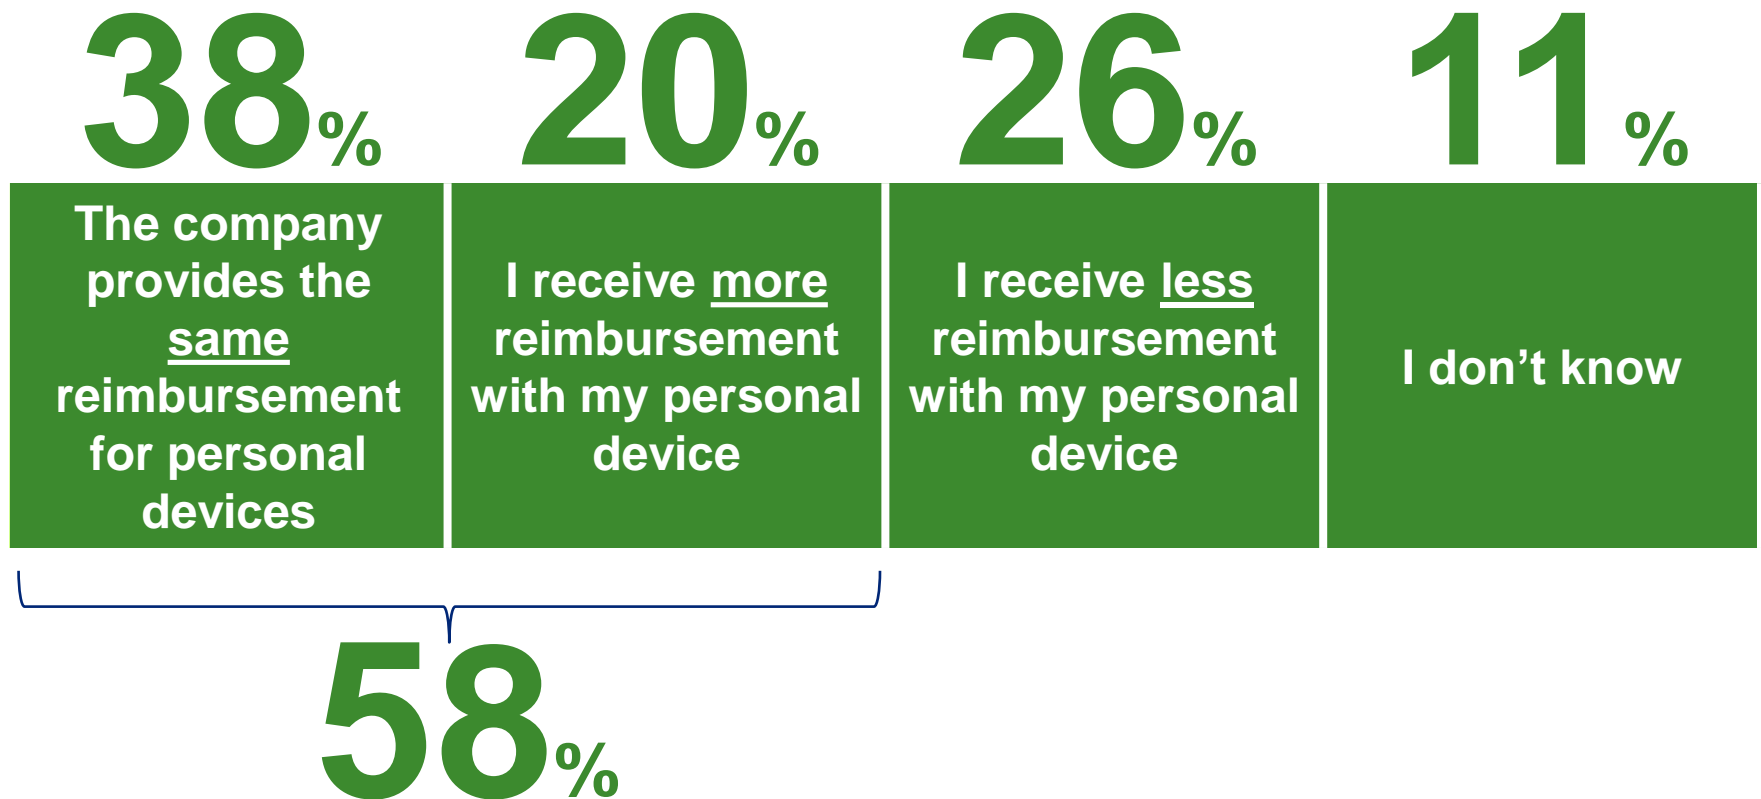 38% 20% 26% 11%
The company
provides the
same
reimbursement
for personal
devices
I receive more
reimbursement
with my personal
device
I receive less
reimbursement
with my personal
device
I don’t know
58%